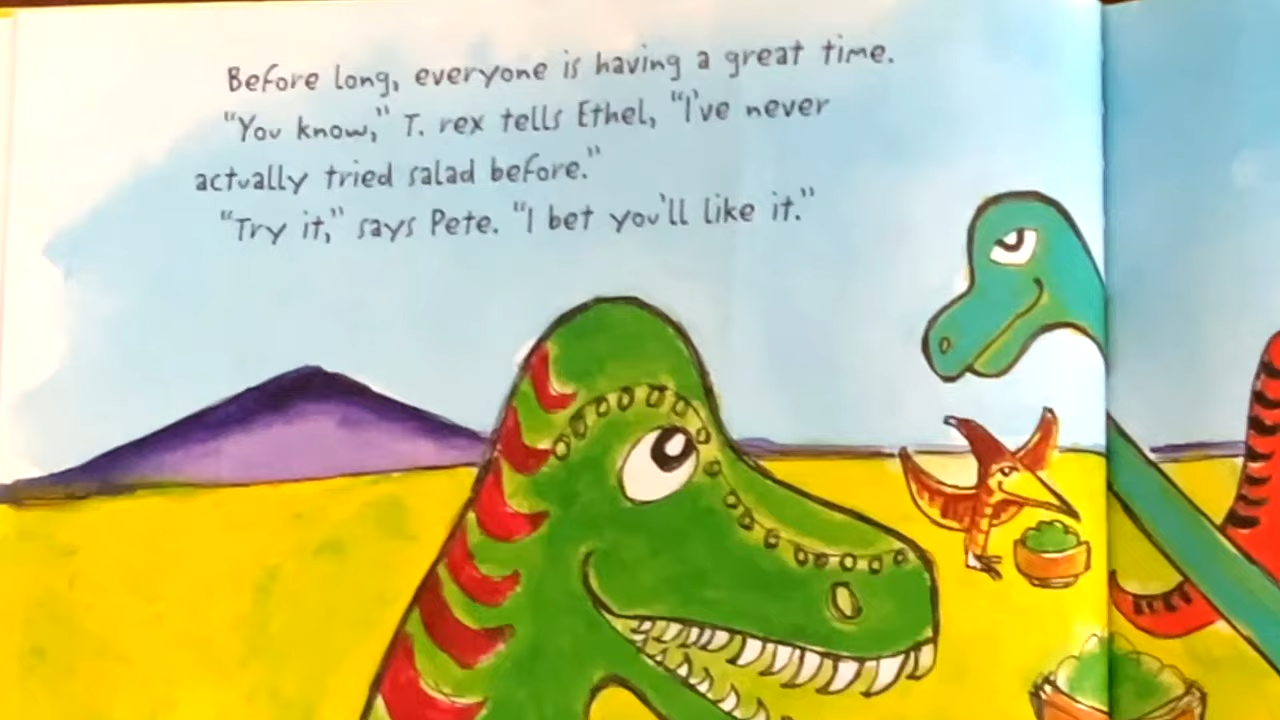 Before long, everyone is having a great time.
"You know," T. rex tells Ethel, "I've never
actually tried salad before."
"Try it," says Pete. "I bet you'll like it."